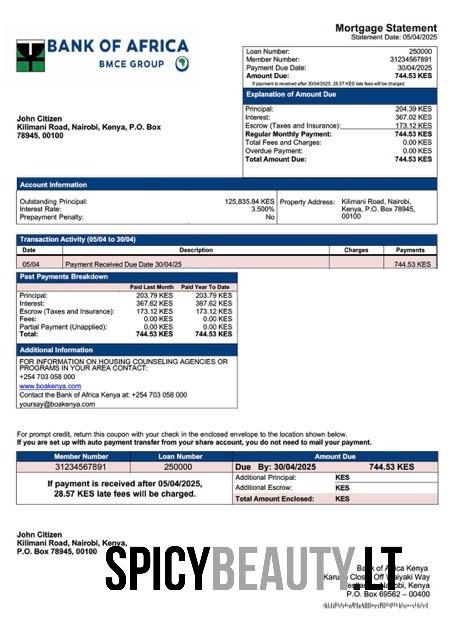 Mortgage Statement
Statement Date: 05/04/2025
BANK OF AFRICA
BMCE GROUP
Loan Number: 250000
Member Number: 31234567891
Payment Due Date: 30/04/2025
Amount Due: 744.53 KES
If payment is received after 30/04/2025, 28.57 KES late fees will be charged.
Explanation of Amount Due
Principal: 204.39 KES
Interest: 367.02 KES
Escrow (Taxes and Insurance): 173.12 KES
Regular Monthly Payment: 744.53 KES
Total Fees and Charges: 0.00 KES
Overdue Payment: 0.00 KES
Total Amount Due: 744.53 KES
John Citizen
Kilimani Road, Nairobi, Kenya, P.O. Box
78945, 00100
Account Information
Outstanding Principal: 125,835.84 KES
Interest Rate: 3.500%
Prepayment Penalty: No
Property Address: Kilimani Road, Nairobi,
Kenya, P.O. Box 78945,
00100
Transaction Activity (05/04 to 30/04)
Date Description Charges Payments
05/04 Payment Received Due Date 30/04/25 744.53 KES
Past Payments Breakdown
Paid Last Month Paid Year To Date
Principal: 203.79 KES 203.79 KES
Interest: 367.62 KES 367.62 KES
Escrow (Taxes and Insurance): 173.12 KES 173.12 KES
Fees: 0.00 KES 0.00 KES
Partial Payment (Unapplied): 0.00 KES 0.00 KES
Total: 744.53 KES 744.53 KES
Additional Information
FOR INFORMATION ON HOUSING COUNSELING AGENCIES OR
PROGRAMS IN YOUR AREA CONTACT:
+254 703 058 000
www.boakenya.com
Contact the Bank of Africa Kenya at: +254 703 058 000
yoursay@boakenya.com
For prompt credit, return this coupon with your check in the enclosed envelope to the location shown below.
If you are set up with auto payment transfer from your share account, you do not need to mail your payment.
Member Number Loan Number Amount Due
31234567891 250000 Due By: 30/04/2025 744.53 KES
If payment is received after 05/04/2025,
28.57 KES late fees will be charged.
Additional Principal: KES
Additional Escrow: KES
Total Amount Enclosed: KES
John Citizen
Kilimani Road, Nairobi, Kenya,
P.O. Box 78945, 00100
SPICYBEAUTY.LT
Bank of Africa Kenya
Karuna Close, Off Waiyaki Way
P.O. Box 69562 – 00400